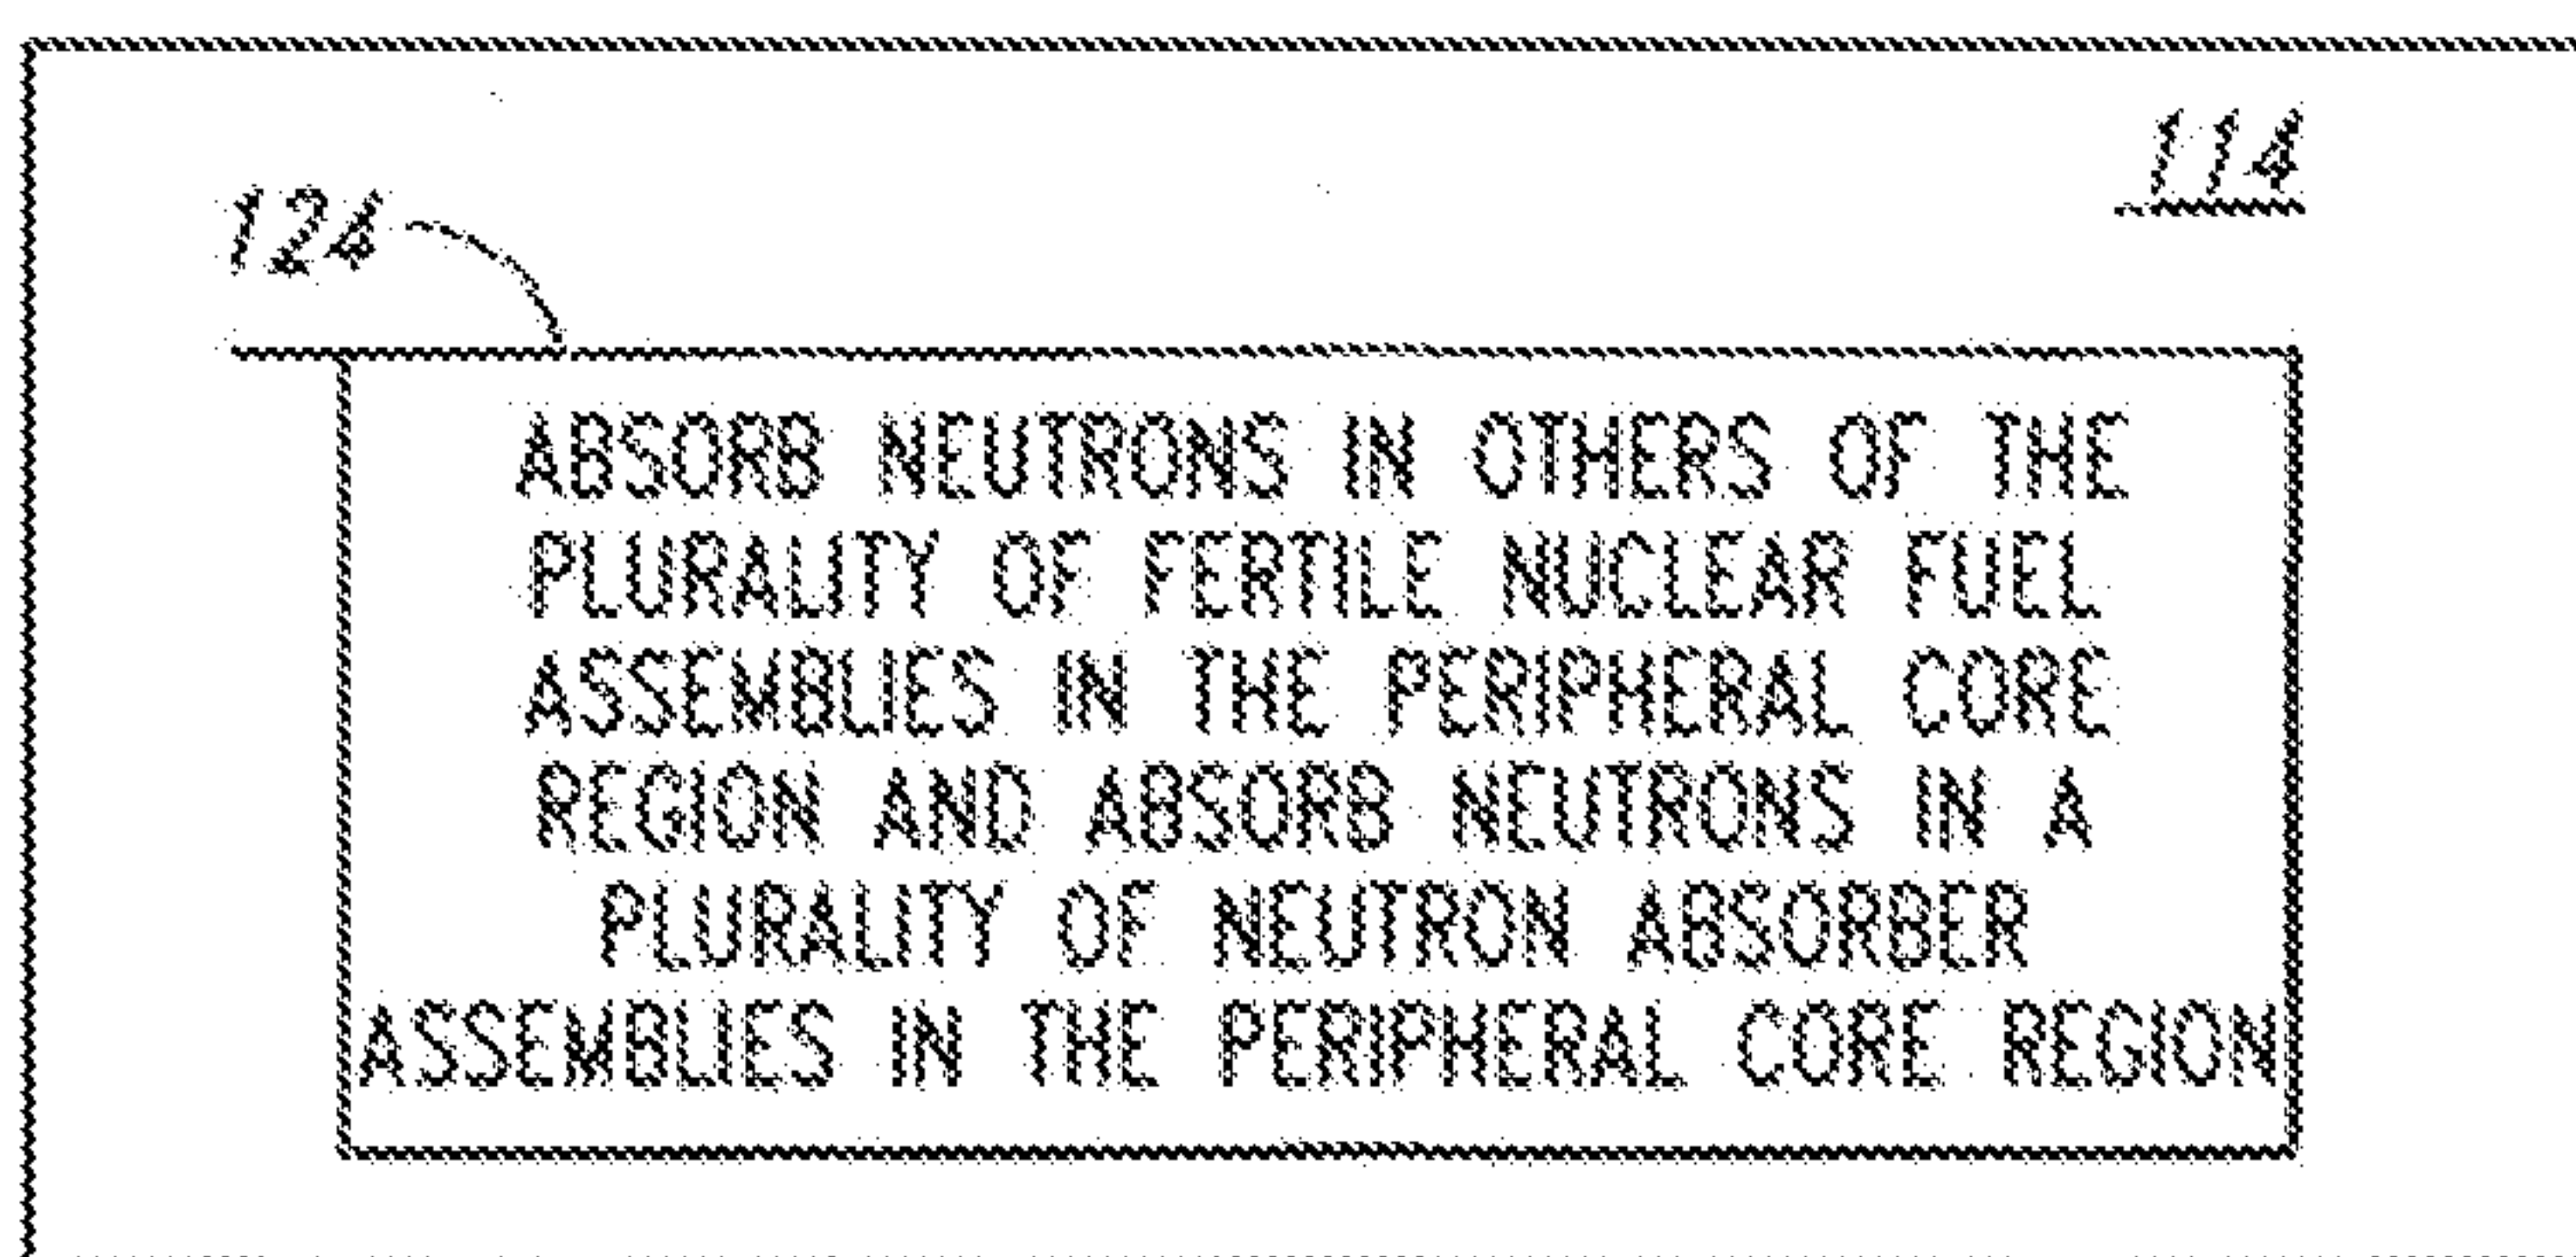 114
124
ABSORB NEUTRONS IN OTHERS OF THE
PLURALITY OF FERTILE NUCLEAR FUEL
ASSEMBLIES IN THE PERIPHERAL CORE
REGION AND ABSORB NEUTRONS IN A
PLURALITY OF NEUTRON ABSORBER
ASSEMBLIES IN THE PERIPHERAL CORE REGION